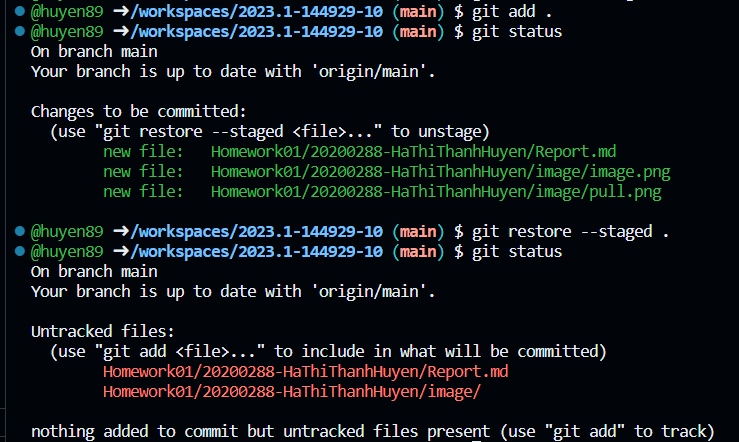 @huyen89 ➜/workspaces/2023.1-144929-10 (main) $ git add .
@huyen89 ➜/workspaces/2023.1-144929-10 (main) $ git status
On branch main
Your branch is up to date with 'origin/main'.

Changes to be committed:
  (use "git restore --staged <file>..." to unstage)
        new file:   Homework01/20200288-HaThiThanhHuyen/Report.md
        new file:   Homework01/20200288-HaThiThanhHuyen/image/image.png
        new file:   Homework01/20200288-HaThiThanhHuyen/image/pull.png

@huyen89 ➜/workspaces/2023.1-144929-10 (main) $ git restore --staged .
@huyen89 ➜/workspaces/2023.1-144929-10 (main) $ git status
On branch main
Your branch is up to date with 'origin/main'.

Untracked files:
  (use "git add <file>..." to include in what will be committed)
        Homework01/20200288-HaThiThanhHuyen/Report.md
        Homework01/20200288-HaThiThanhHuyen/image/

nothing added to commit but untracked files present (use "git add" to track)